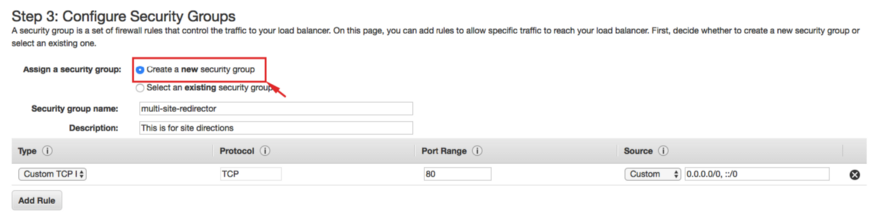 Step 3: Configure Security Groups
A security group is a set of firewall rules that control the traffic to your load balancer. On this page, you can add rules to allow specific traffic to reach your load balancer. First, decide whether to create a new security group or
select an existing one.
Assign a security group: Create a new security group
Select an existing security group
Security group name: multi-site-redirector
Description: This is for site directions
Type i Protocol i Port Range i Source i
Custom TCP TCP 80 Custom 0.0.0.0/0, ::/0
Add Rule